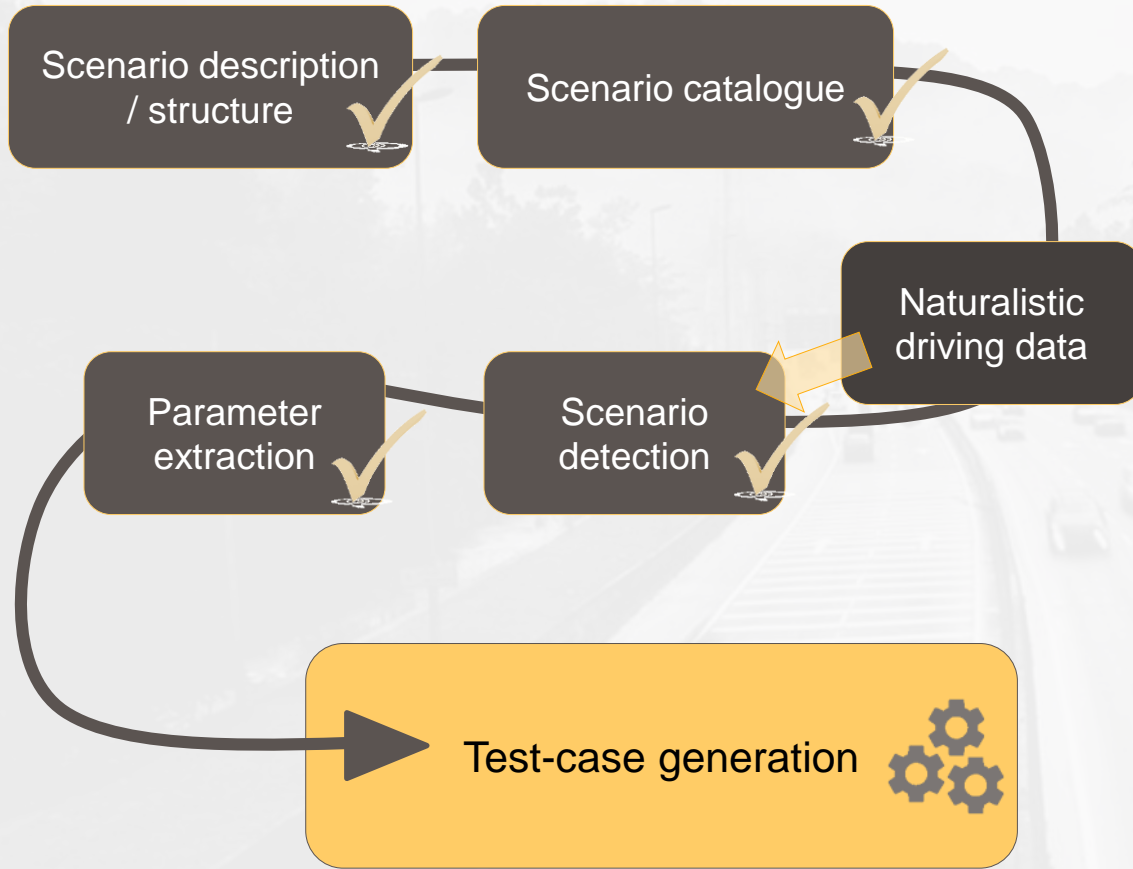 Scenario description
/ structure
Scenario catalogue
Naturalistic
driving data
Parameter
extraction
Scenario
detection
Test-case generation